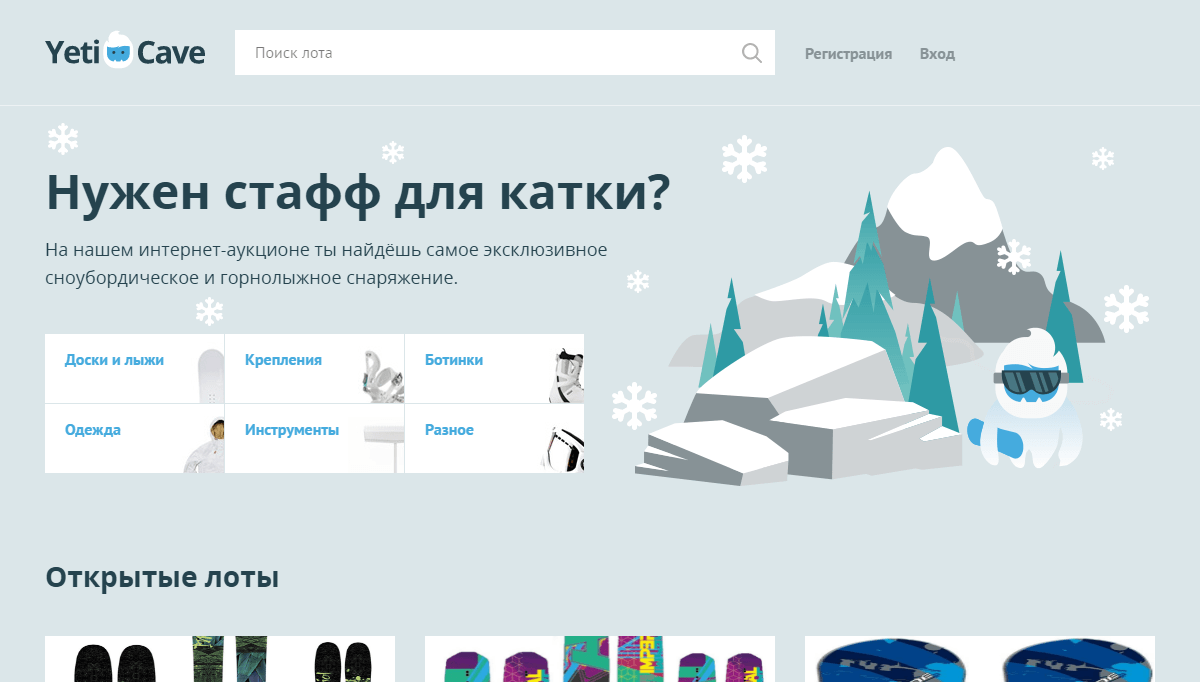 Yeti Cave
Поиск лота
Регистрация
Вход
Нужен стафф для катки?
На нашем интернет-аукционе ты найдёшь самое эксклюзивное
сноубордическое и горнолыжное снаряжение.
Доски и лыжи
Крепления
Ботинки
Одежда
Инструменты
Разное
Открытые лоты